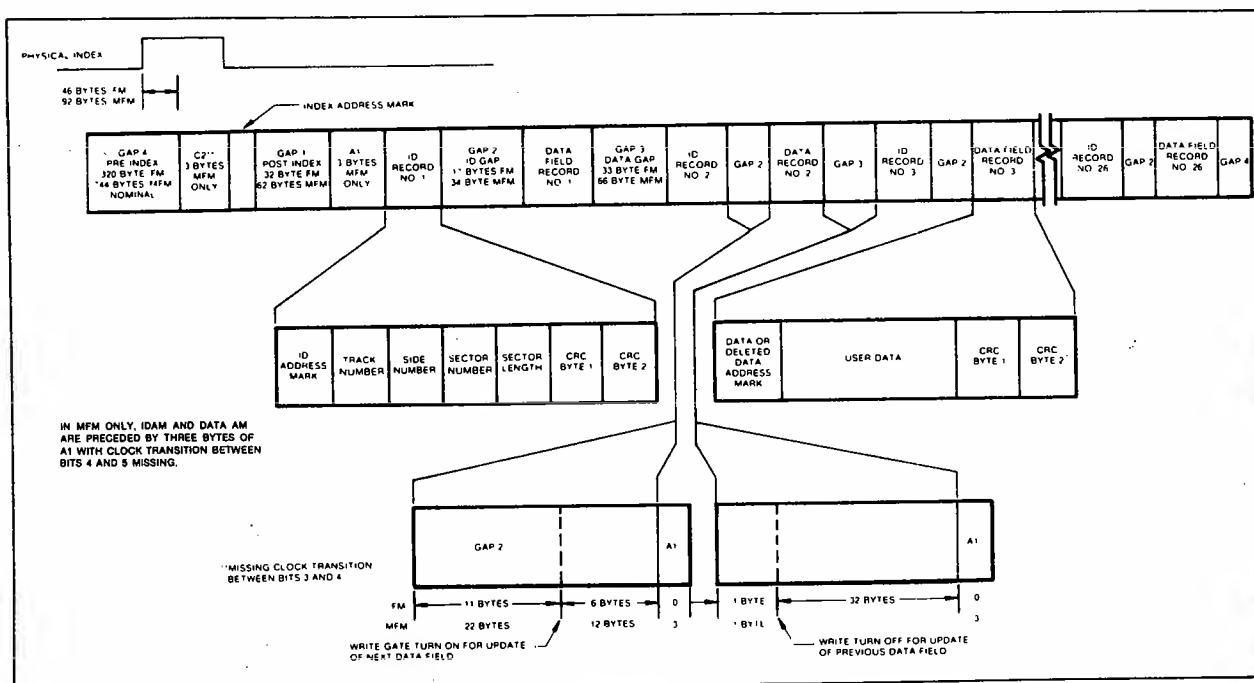 PHYSICAL INDEX
46 BYTES FM
92 BYTES MFM
INDEX ADDRESS MARK
GAP 4
PRE INDEX
320 BYTE FM
744 BYTES MFM
NOMINAL
C2**
3 BYTES
MFM
ONLY
GAP 1
POST INDEX
32 BYTE FM
62 BYTES MFM
A1
3 BYTES
MFM
ONLY
ID
RECORD
NO. 1
GAP 2
ID GAP
BYTES FM
34 BYTE MFM
DATA
FIELD
RECORD
NO. 1
GAP 3
DATA GAP
33 BYTE FM
66 BYTE MFM
ID
RECORD
NO. 2
GAP 2
DATA
RECORD
NO. 2
GAP 3
ID
RECORD
NO. 3
GAP 2
DATA FIELD
RECORD
NO. 3
ID
RECORD
NO. 26
GAP 2
DATA FIELD
RECORD
NO. 26
GAP 4
ID
ADDRESS
MARK
TRACK
NUMBER
SIDE
NUMBER
SECTOR
NUMBER
SECTOR
LENGTH
CRC
BYTE 1
CRC
BYTE 2
DATA OR
DELETED
DATA
ADDRESS
MARK
USER DATA
CRC
BYTE 1
CRC
BYTE 2
IN MFM ONLY, IDAM AND DATA AM
ARE PRECEDED BY THREE BYTES OF
A1 WITH CLOCK TRANSITION BETWEEN
BITS 4 AND 5 MISSING.
GAP 2
A1
A1
**MISSING CLOCK TRANSITION
BETWEEN BITS 3 AND 4
FM 11 BYTES 6 BYTES 0 1 BYTE 32 BYTES 0
MFM 22 BYTES 12 BYTES 3 1 BYTE 3
WRITE GATE TURN ON FOR UPDATE
OF NEXT DATA FIELD
WRITE TURN OFF FOR UPDATE
OF PREVIOUS DATA FIELD